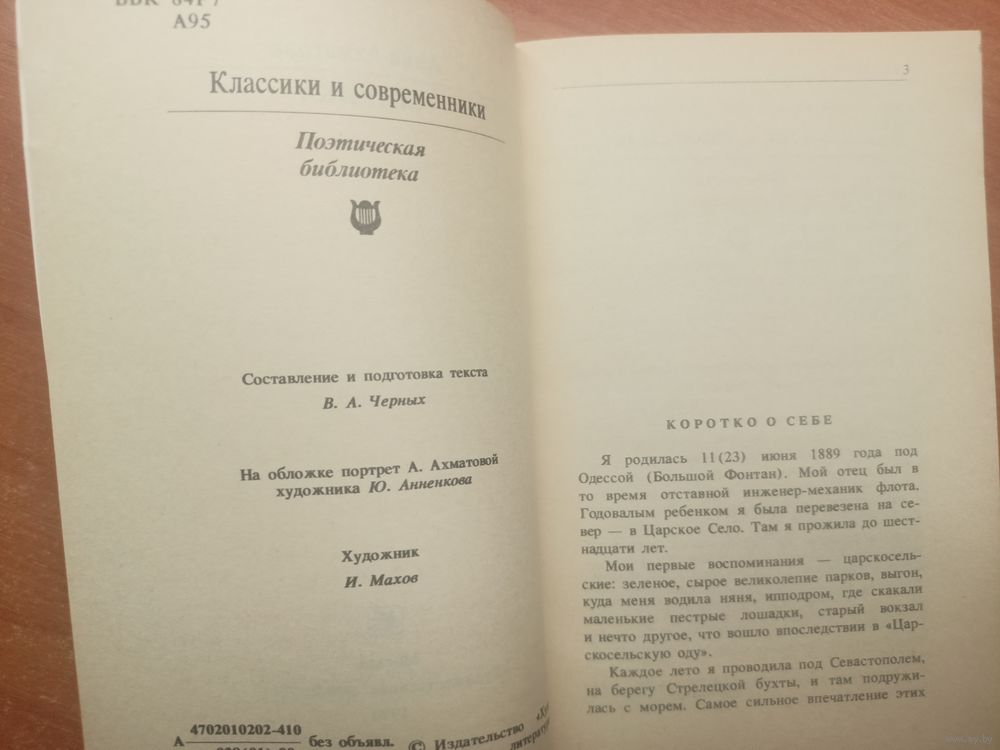 А95
Классики и современники
Поэтическая
библиотека
Составление и подготовка текста
В. А. Черных
На обложке портрет А. Ахматовой
художника Ю. Анненкова
Художник
И. Махов
4702010202-410
А
без объявл.
© Издательство
3
КОРОТКО О СЕБЕ
Я родилась 11(23) июня 1889 года под
Одессой (Большой Фонтан). Мой отец был в
то время отставной инженер-механик флота.
Годовалым ребенком я была перевезена на се-
вер — в Царское Село. Там я прожила до шест-
надцати лет.
Мои первые воспоминания — царскосель-
ские: зеленое, сырое великолепие парков, выгон,
куда меня водила няня, ипподром, где скакали
маленькие пестрые лошадки, старый вокзал
и нечто другое, что вошло впоследствии в «Цар-
скосельскую оду».
Каждое лето я проводила под Севастополем,
на берегу Стрелецкой бухты, и там подружи-
лась с морем. Самое сильное впечатление этих
www.ay.by